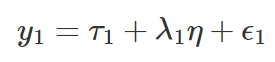 y₁ = τ₁ + λ₁η + ϵ₁